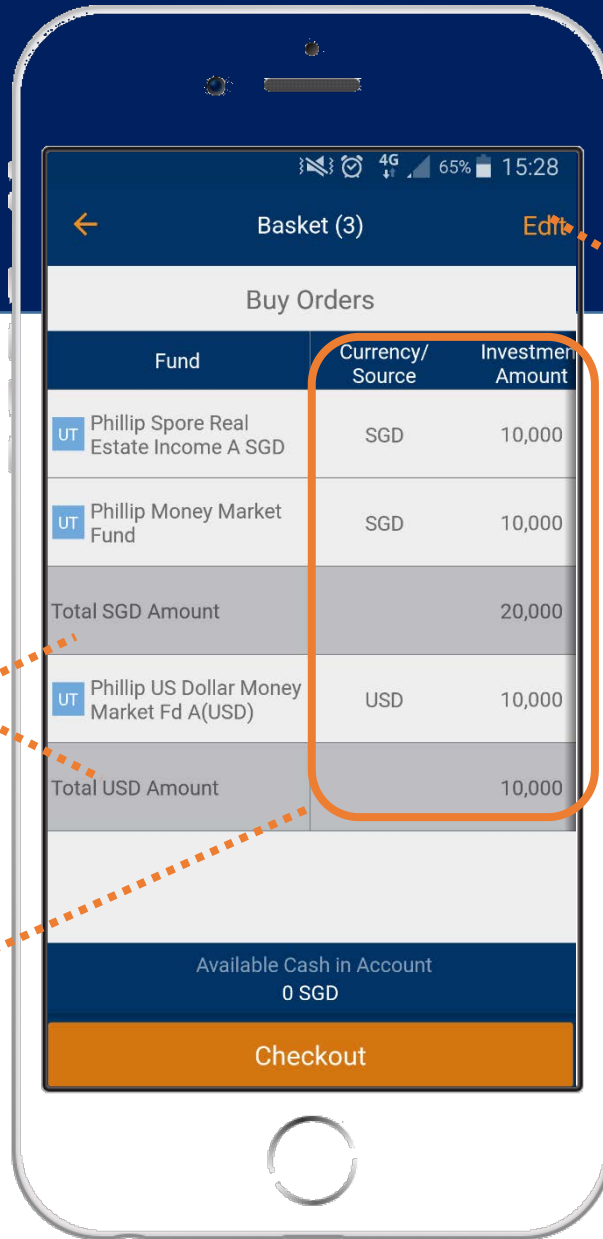 4G 65% 15:28
Basket (3) Edit
Buy Orders
Fund Currency/ Investmen
Source Amount
UT Phillip Spore Real
Estate Income A SGD SGD 10,000
UT Phillip Money Market
Fund SGD 10,000
Total SGD Amount 20,000
UT Phillip US Dollar Money
Market Fd A(USD) USD 10,000
Total USD Amount 10,000
Available Cash in Account
0 SGD
Checkout